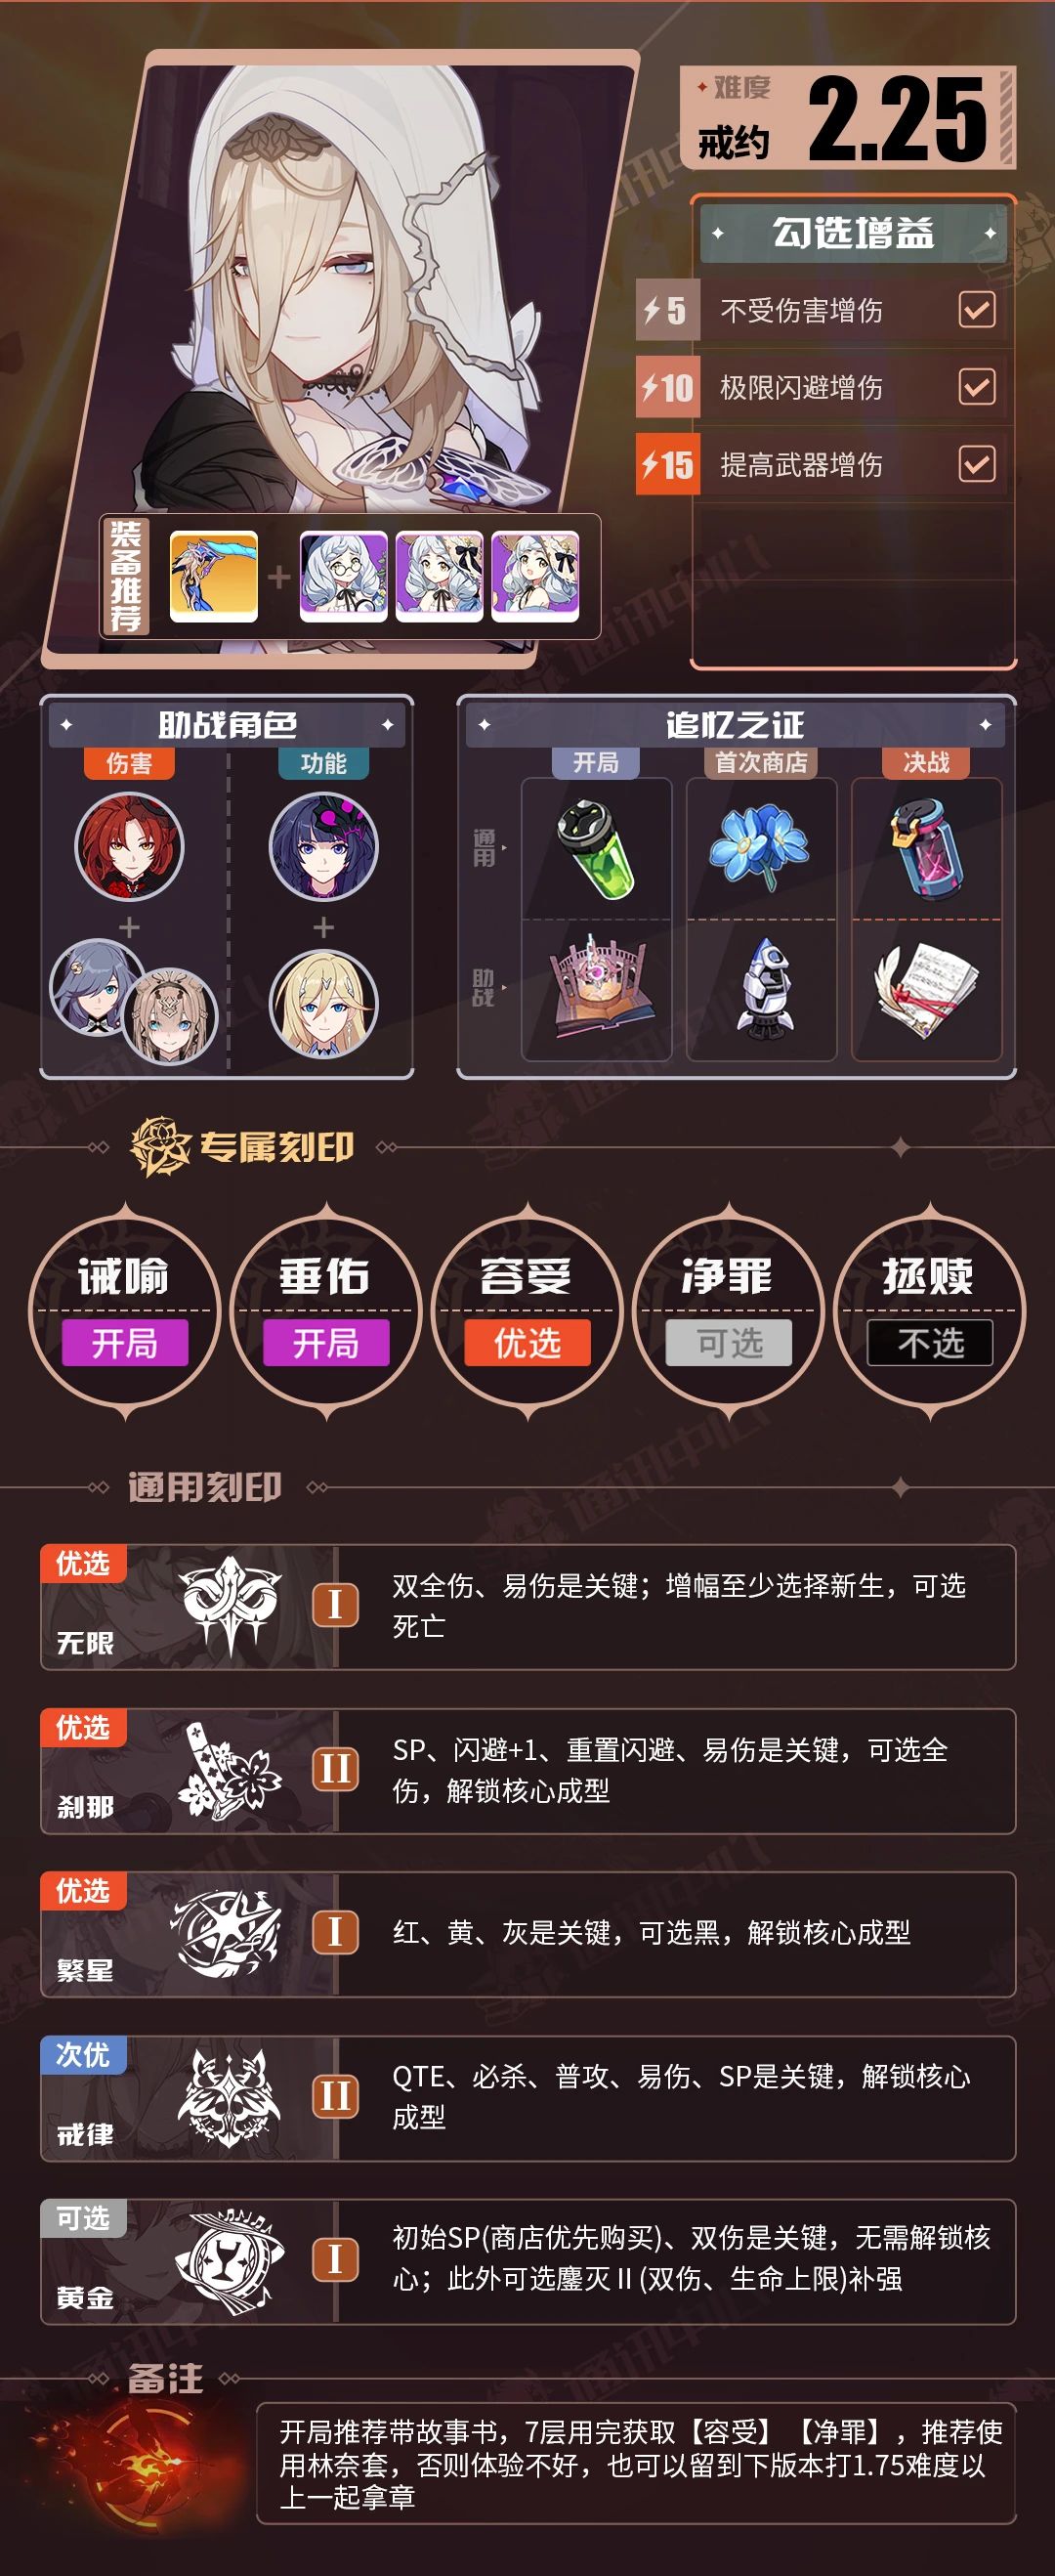 难度
戒约
2.25
勾选增益
5 不受伤害增伤
10 极限闪避增伤
15 提高武器增伤
装备推荐
助战角色
伤害 功能
追忆之证
开局 首次商店 决战
通用
助战
专属刻印
诫喻 垂佑 容受 净罪 拯赎
开局 开局 优选 可选 不选
通用刻印
优选
无限
I
双全伤、易伤是关键；增幅至少选择新生，可选
死亡
优选
刹那
II
SP、闪避+1、重置闪避、易伤是关键，可选全
伤，解锁核心成型
优选
繁星
I
红、黄、灰是关键，可选黑，解锁核心成型
次优
戒律
II
QTE、必杀、普攻、易伤、SP是关键，解锁核心
成型
可选
黄金
I
初始SP(商店优先购买)、双伤是关键，无需解锁核
心；此外可选鏖灭Ⅱ(双伤、生命上限)补强
备注
开局推荐带故事书，7层用完获取【容受】【净罪】，推荐使
用林奈套，否则体验不好，也可以留到下版本打1.75难度以
上一起拿章
通讯中心